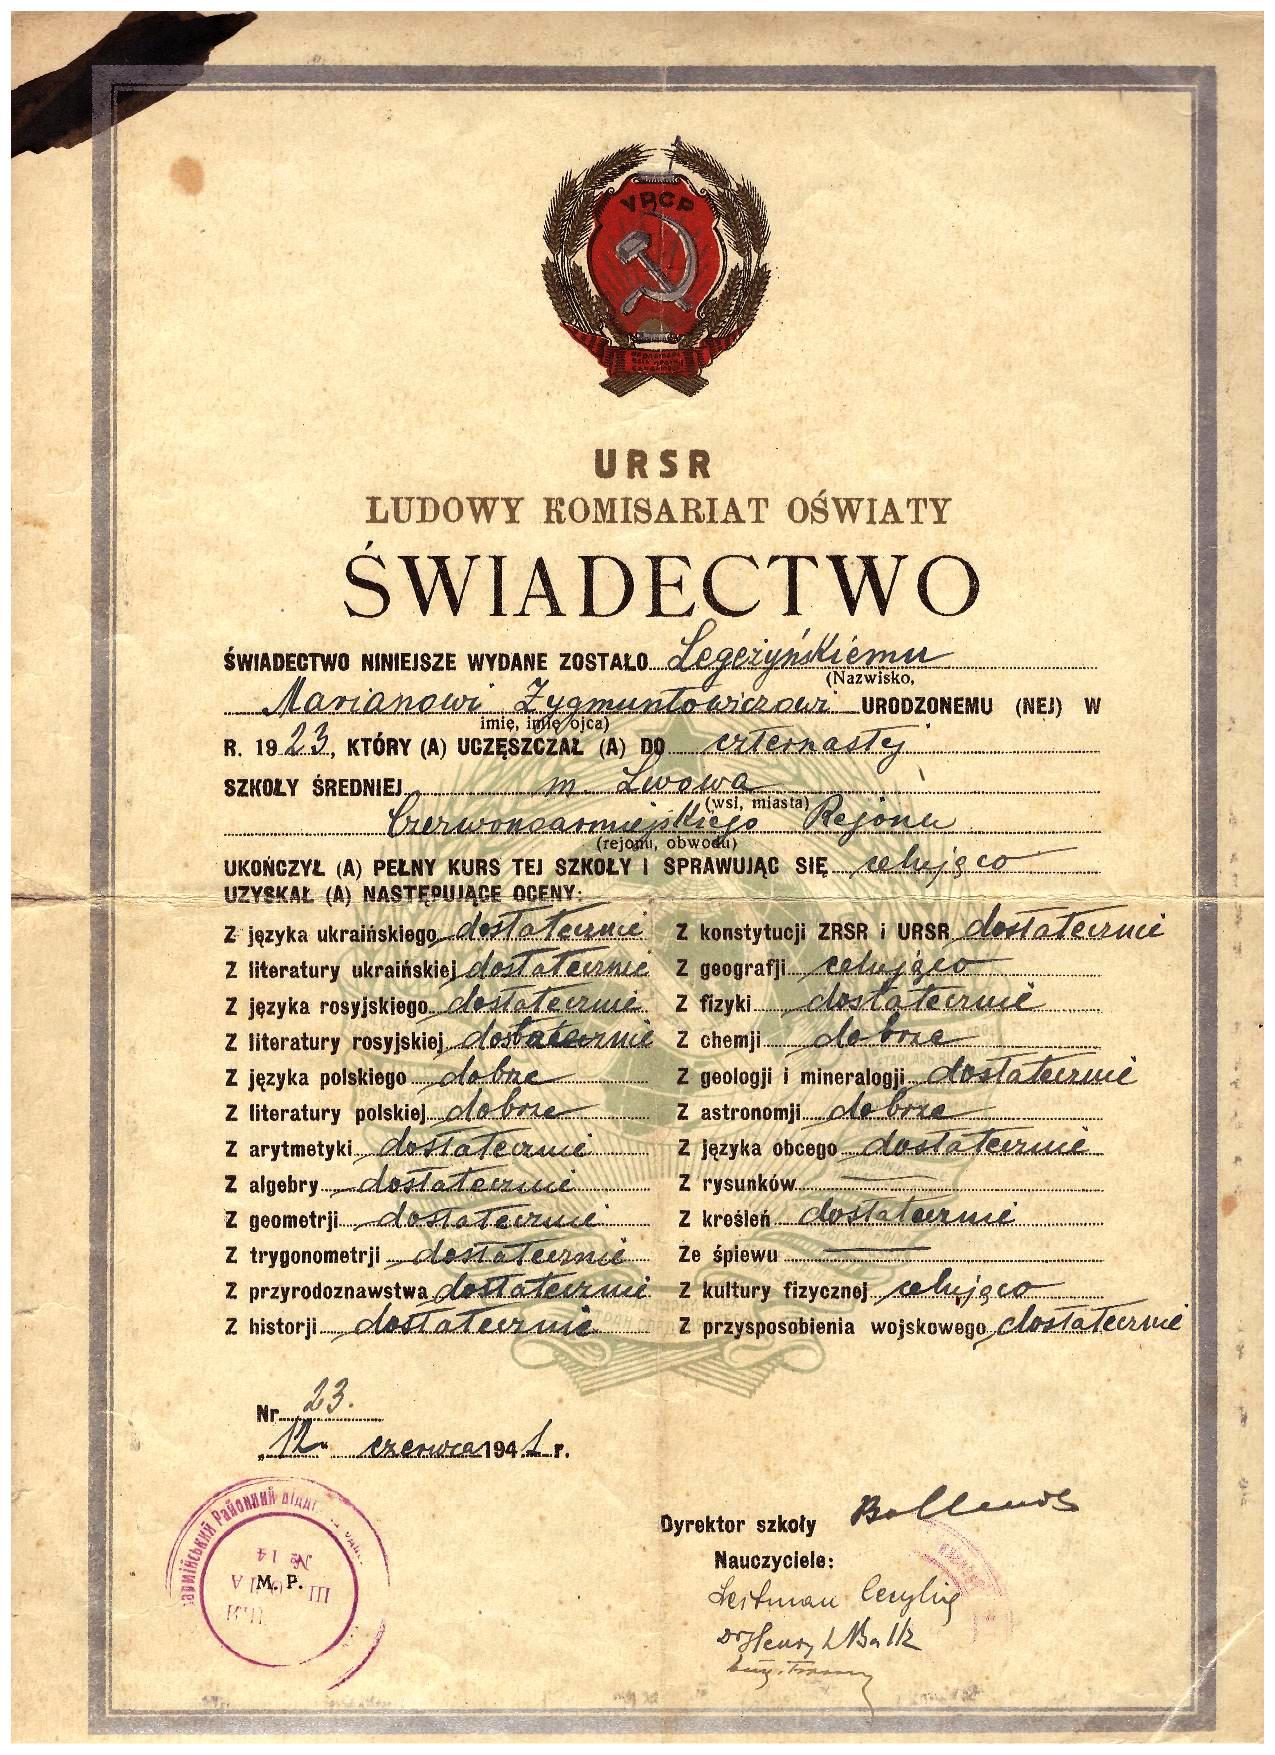 УРСР
URSR
LUDOWY KOMISARIAT OŚWIATY
ŚWIADECTWO
ŚWIADECTWO NINIEJSZE WYDANE ZOSTAŁO Legeżyńskiemu
(Nazwisko,
Marianowi Zygmuntowiczowi URODZONEMU (NEJ) W
imię, imię ojca)
R. 1923, KTÓRY (A) UCZĘSZCZAŁ (A) DO czternastej
SZKOŁY ŚREDNIEJ m. Lwowa
(wsi, miasta)
Czerwonoarmiejskiego Rejonu
(rejonu, obwodu)
UKOŃCZYŁ (A) PEŁNY KURS TEJ SZKOŁY I SPRAWUJĄC SIĘ celująco
UZYSKAŁ (A) NASTĘPUJĄCE OCENY:
Z języka ukraińskiego dostatecznie
Z literatury ukraińskiej dostatecznie
Z języka rosyjskiego dostatecznie
Z literatury rosyjskiej dostatecznie
Z języka polskiego dobrze
Z literatury polskiej dobrze
Z arytmetyki dostatecznie
Z algebry dostatecznie
Z geometrji dostatecznie
Z trygonometrji dostatecznie
Z przyrodoznawstwa dostatecznie
Z historji dostatecznie
Z konstytucji ZRSR i URSR dostatecznie
Z geografji celująco
Z fizyki dostatecznie
Z chemji dobrze
Z geologji i mineralogji dostatecznie
Z astronomji dobrze
Z języka obcego dostatecznie
Z rysunków
Z kreśleń dostatecznie
Ze śpiewu
Z kultury fizycznej celująco
Z przysposobienia wojskowego dostatecznie
Nr. 23.
„12" czerwca 1941 r.
Районний
№ 14
M. P.
Dyrektor szkoły
Nauczyciele: